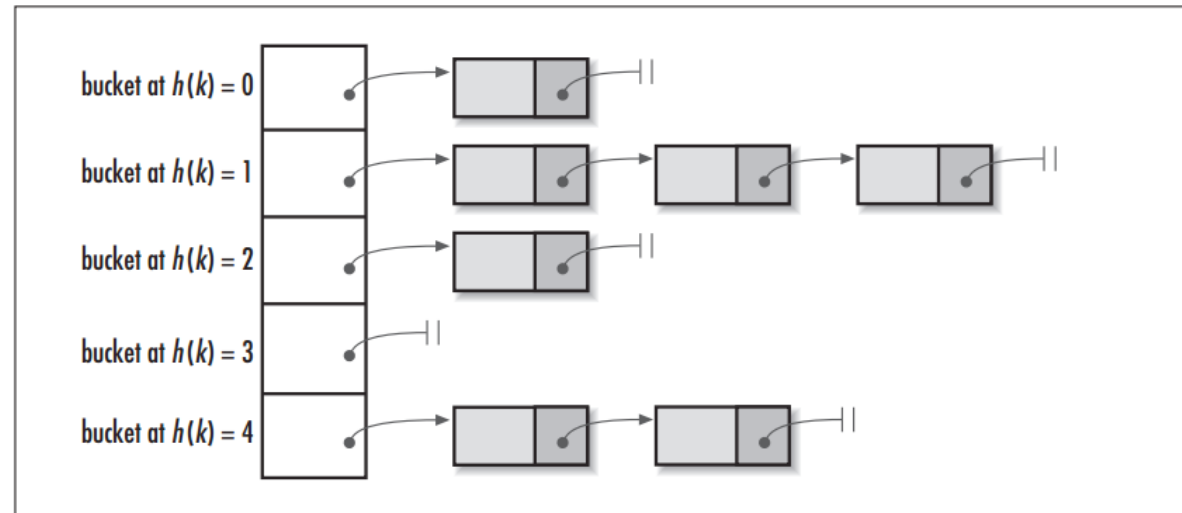 bucket at h(k) = 0
bucket at h(k) = 1
bucket at h(k) = 2
bucket at h(k) = 3
bucket at h(k) = 4